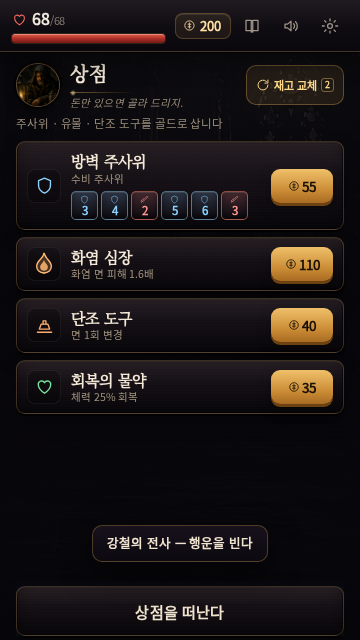 68/68
200
상점
돈만 있으면 골라 드리지.
재고 교체 2
주사위 · 유물 · 단조 도구를 골드로 삽니다
방벽 주사위
수비 주사위
3 4 2 5 6 3
55
화염 심장
화염 면 피해 1.6배
110
단조 도구
면 1회 변경
40
회복의 물약
체력 25% 회복
35
강철의 전사 — 행운을 빈다
상점을 떠난다